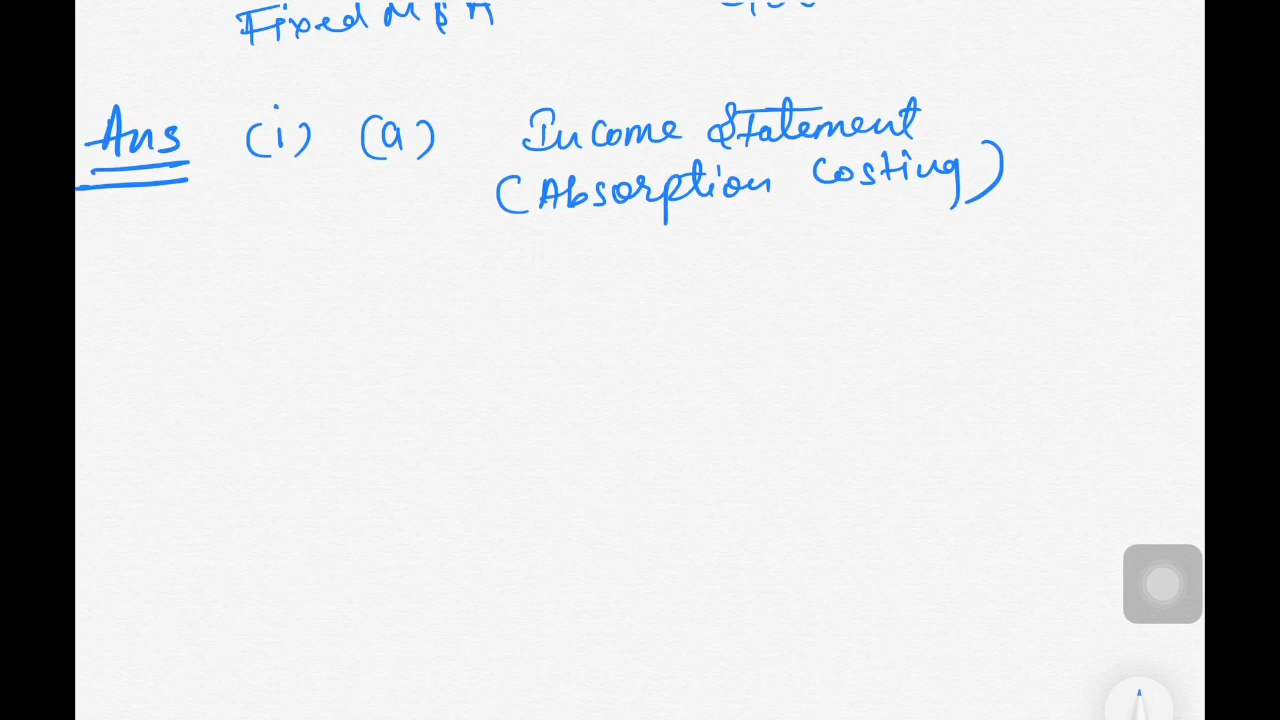 Fixed M & A
Ans (i) (a) Income Statement
(Absorption Costing)